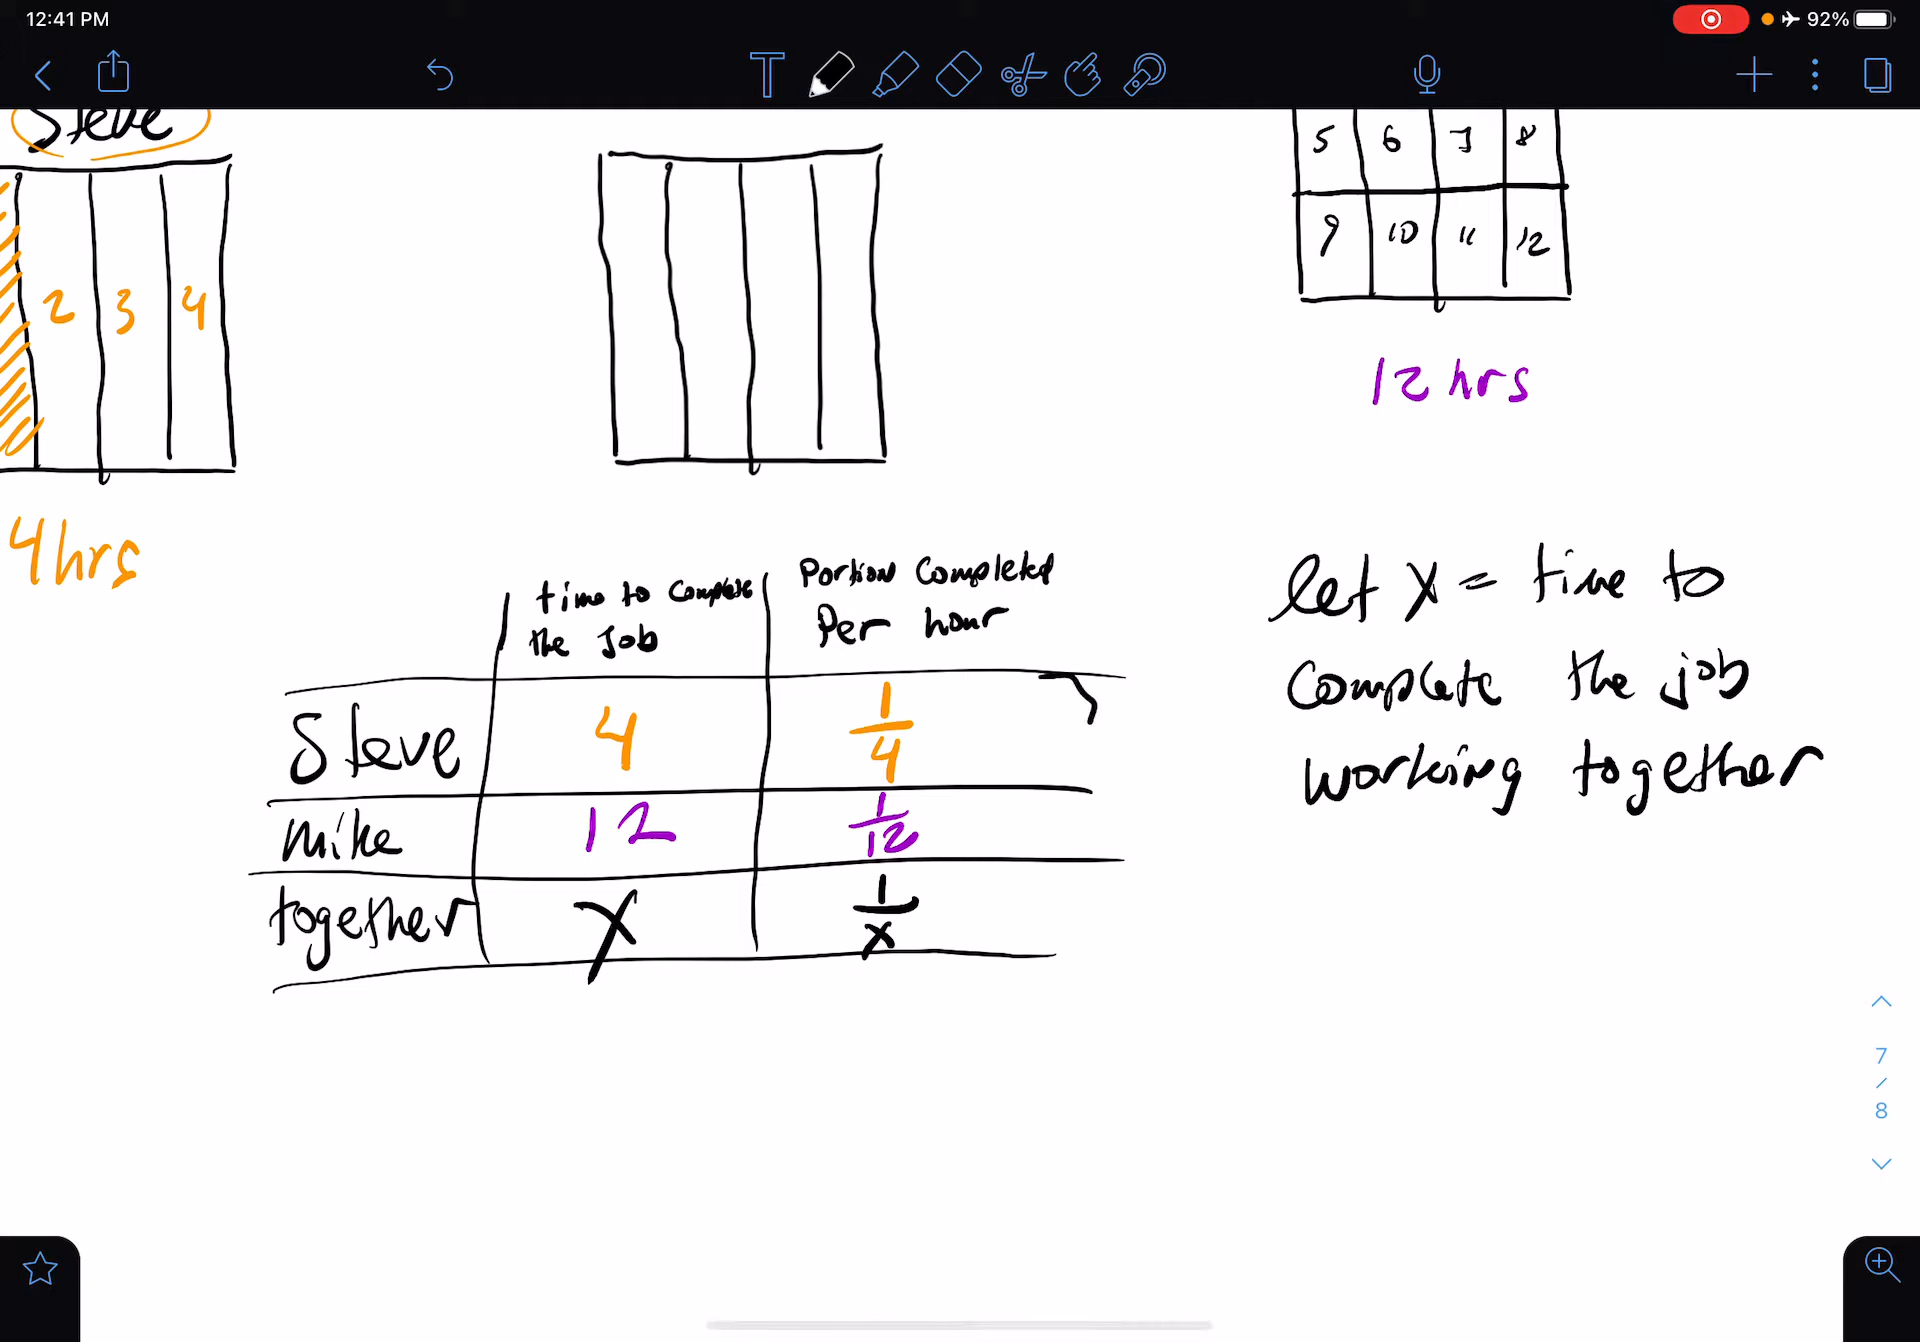 12:41 PM
92%
Steve
5 6 7 8
9 10 11 12
2 3 4
12 hrs
4 hrs
time to complete
the Job
Portion Completed
Per hour
let x = time to
Complete the job
working together
Steve 4 1/4
Mike 12 1/12
together x 1/x
7
/
8